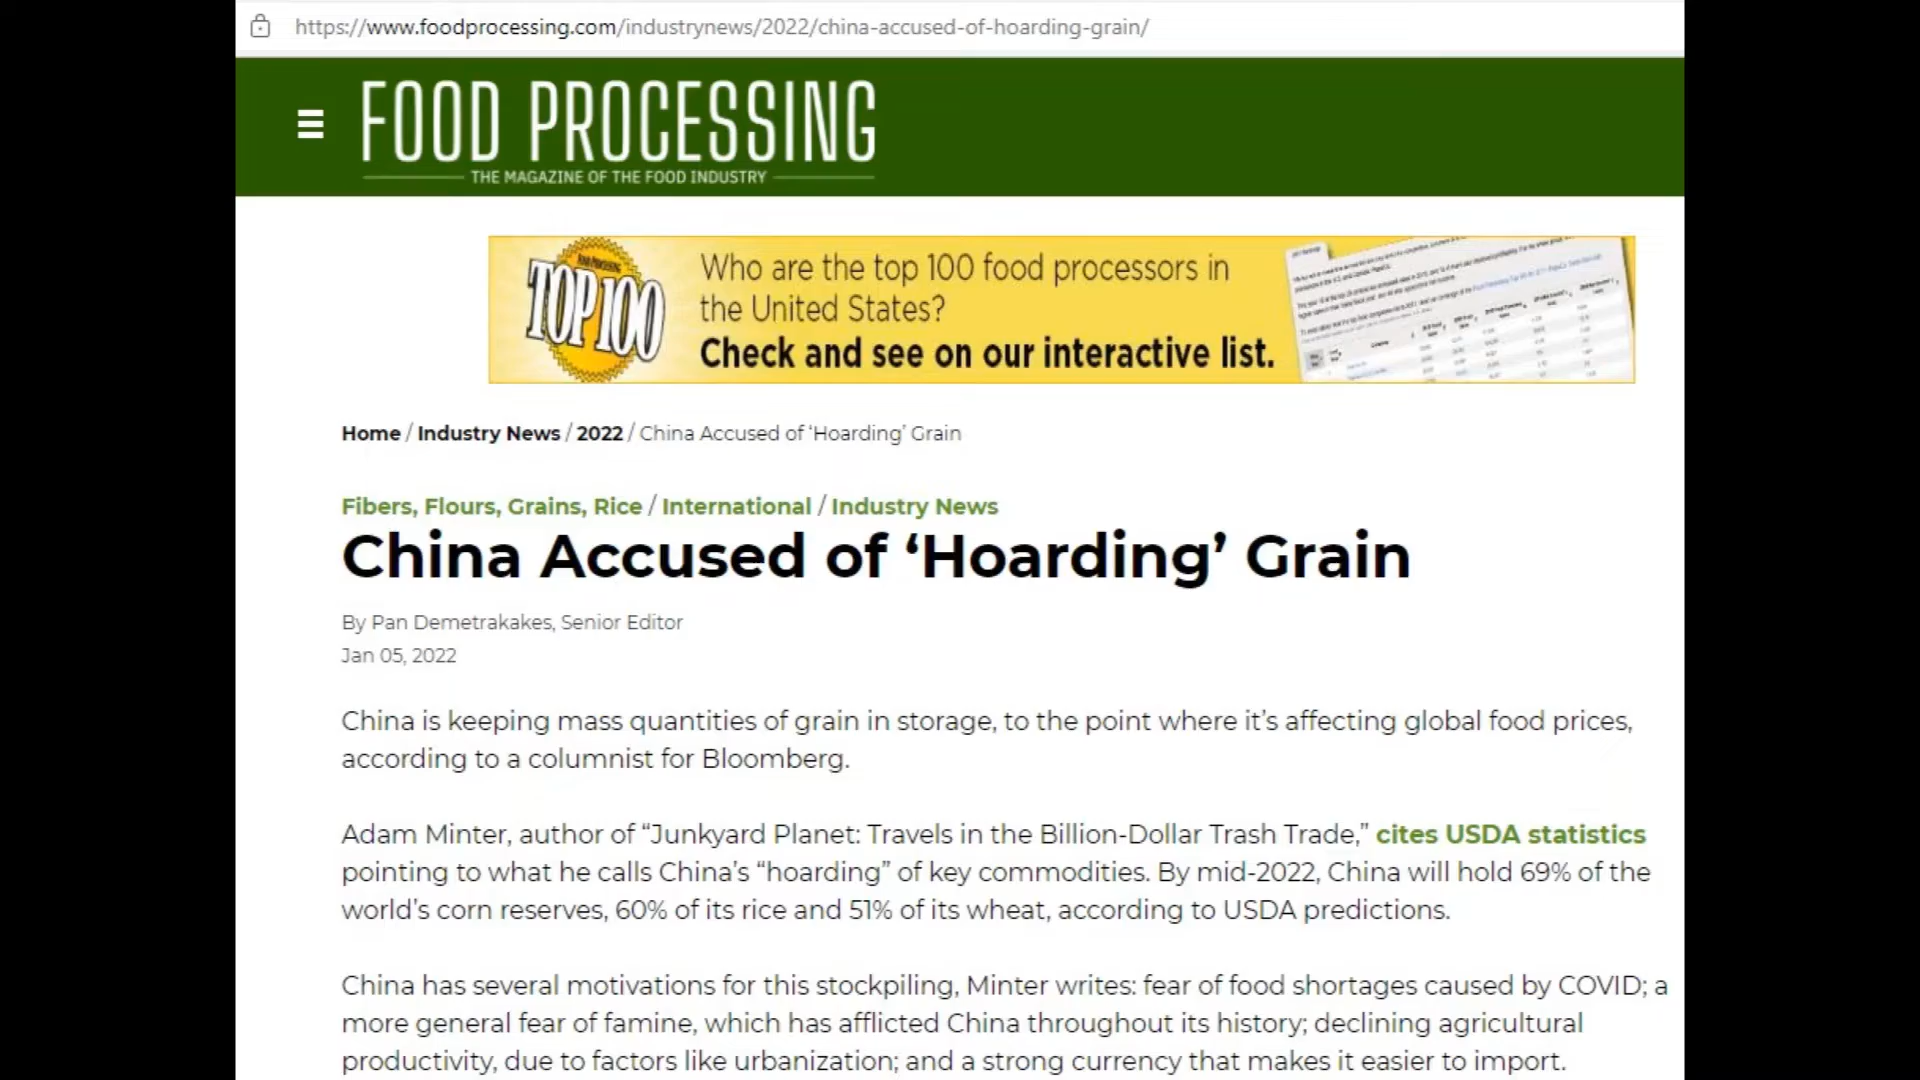 https://www.foodprocessing.com/industrynews/2022/china-accused-of-hoarding-grain/
FOOD PROCESSING
THE MAGAZINE OF THE FOOD INDUSTRY
FOOD PROCESSING
TOP 100
Who are the top 100 food processors in
the United States?
Check and see on our interactive list.
Home / Industry News / 2022 / China Accused of ‘Hoarding’ Grain
Fibers, Flours, Grains, Rice / International / Industry News
China Accused of ‘Hoarding’ Grain
By Pan Demetrakakes, Senior Editor
Jan 05, 2022
China is keeping mass quantities of grain in storage, to the point where it’s affecting global food prices,
according to a columnist for Bloomberg.
Adam Minter, author of “Junkyard Planet: Travels in the Billion-Dollar Trash Trade,” cites USDA statistics
pointing to what he calls China’s “hoarding” of key commodities. By mid-2022, China will hold 69% of the
world’s corn reserves, 60% of its rice and 51% of its wheat, according to USDA predictions.
China has several motivations for this stockpiling, Minter writes: fear of food shortages caused by COVID; a
more general fear of famine, which has afflicted China throughout its history; declining agricultural
productivity, due to factors like urbanization; and a strong currency that makes it easier to import.